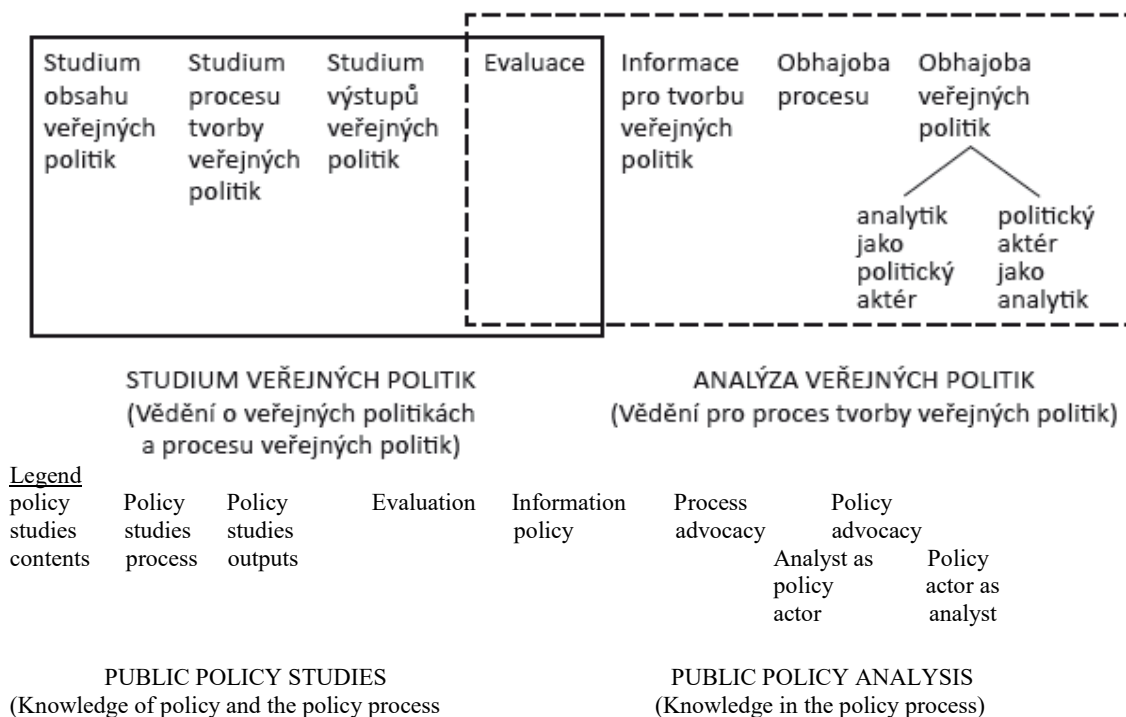 Studium
obsahu
veřejných
politik
Studium
procesu
tvorby
veřejných
politik
Studium
výstupů
veřejných
politik
Evaluace
Informace
pro tvorbu
veřejných
politik
Obhajoba
procesu
Obhajoba
veřejných
politik
analytik
jako
politický
aktér
politický
aktér
jako
analytik
STUDIUM VEŘEJNÝCH POLITIK
(Vědění o veřejných politikách
a procesu veřejných politik)
ANALÝZA VEŘEJNÝCH POLITIK
(Vědění pro proces tvorby veřejných politik)
Legend
policy
studies
contents
Policy
studies
process
Policy
studies
outputs
Evaluation
Information
policy
Process
advocacy
Policy
advocacy
Analyst as
policy
actor
Policy
actor as
analyst
PUBLIC POLICY STUDIES
(Knowledge of policy and the policy process
PUBLIC POLICY ANALYSIS
(Knowledge in the policy process)